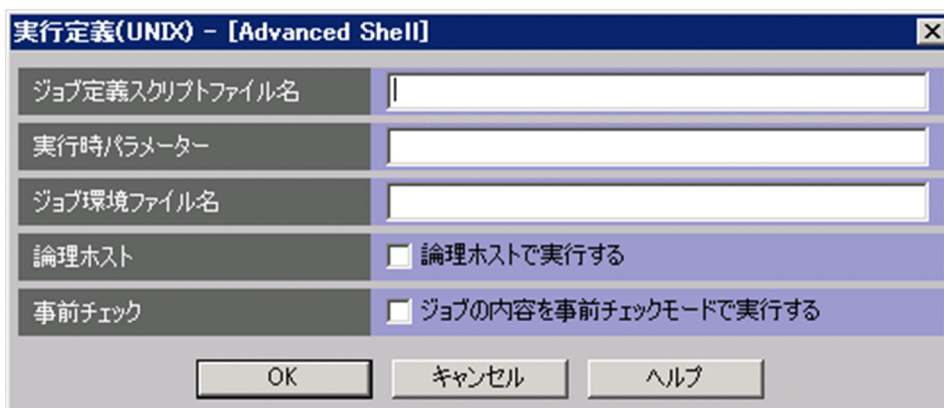 実行定義(UNIX) - [Advanced Shell]
ジョブ定義スクリプトファイル名
実行時パラメーター
ジョブ環境ファイル名
論理ホスト 論理ホストで実行する
事前チェック ジョブの内容を事前チェックモードで実行する
OK キャンセル ヘルプ